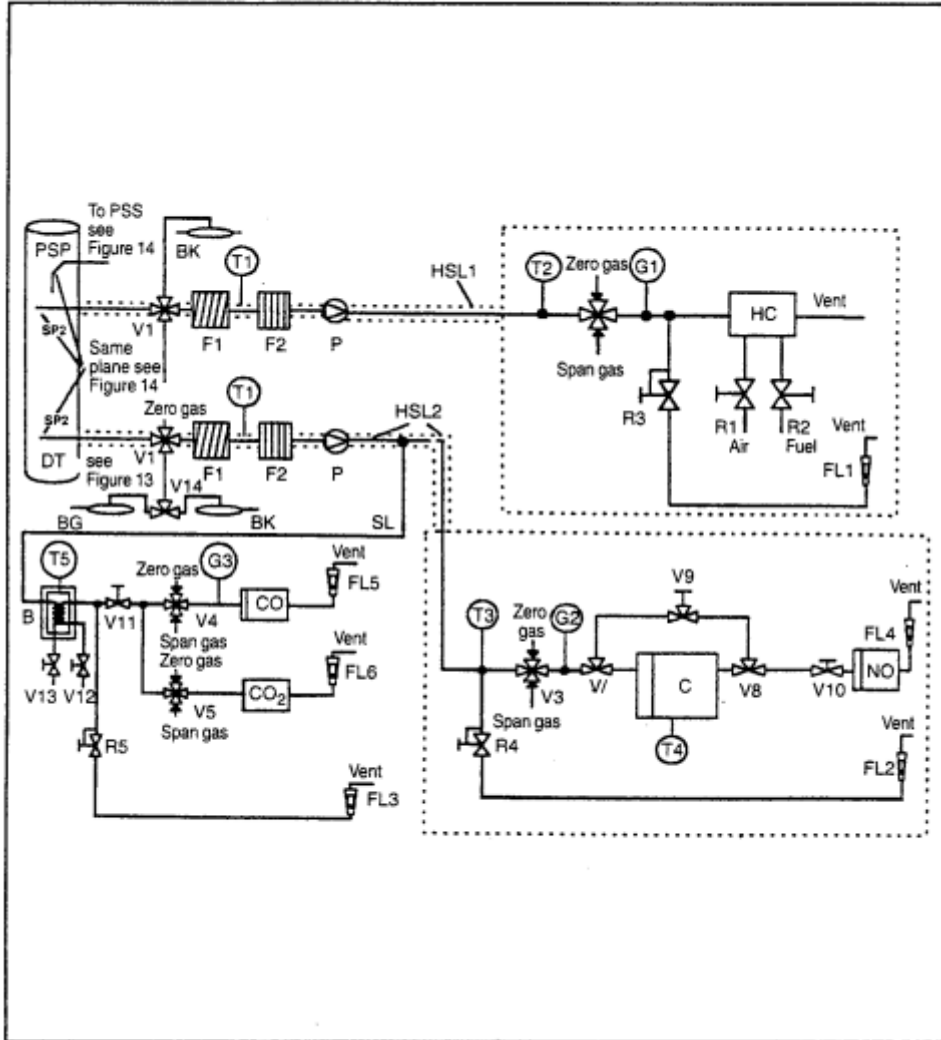 To PSS
see
Figure 14
PSP
BK
T1
HSL1
T2
Zero gas
G1
HC
Vent
SP2
V1
F1
F2
P
Span gas
Same
plane see
Figure 14
R3
R1
Air
R2
Fuel
Vent
FL1
SP2
Zero gas
T1
HSL2
DT
V1
see
Figure 13
F1
F2
P
V14
BG
BK
SL
T5
Zero gas
G3
Vent
FL5
CO
B
V11
V4
Span gas
Zero gas
Vent
FL6
CO2
V13
V12
V5
Span gas
R5
Vent
FL3
V9
T3
Zero
gas
G2
Vent
FL4
V3
V/
C
V8
V10
NO
Span gas
R4
T4
Vent
FL2